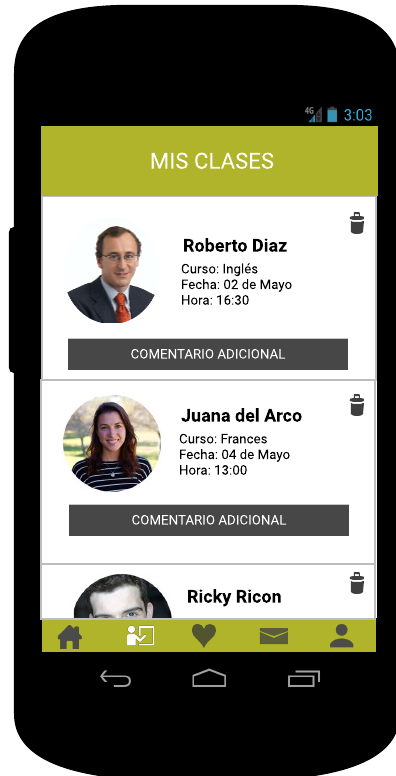 4G 3:03
MIS CLASES
Roberto Diaz
Curso: Inglés
Fecha: 02 de Mayo
Hora: 16:30
COMENTARIO ADICIONAL
Juana del Arco
Curso: Frances
Fecha: 04 de Mayo
Hora: 13:00
COMENTARIO ADICIONAL
Ricky Ricon